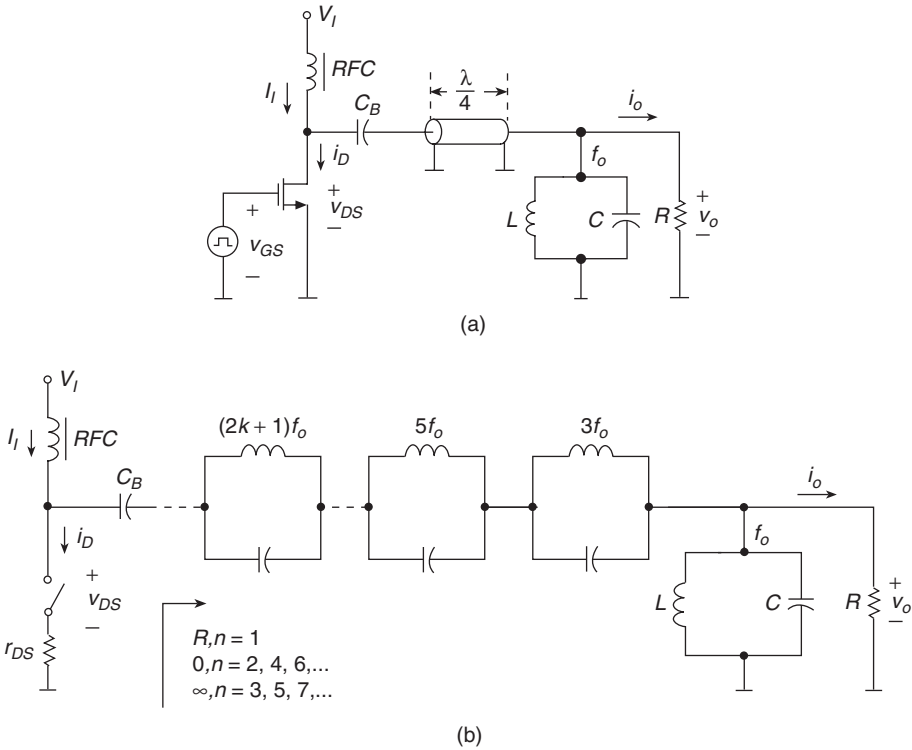 V_I
RFC
I_I
C_B
λ/4
i_o
i_D
f_o
+
v_DS
−
+
v_GS
−
L
C
R
+
v_o
−
(a)
V_I
I_I
RFC
(2k + 1)f_o
5f_o
3f_o
C_B
i_o
i_D
f_o
+
v_DS
−
r_DS
L
C
R
+
v_o
−
R,n = 1
0,n = 2, 4, 6,...
∞,n = 3, 5, 7,...
(b)